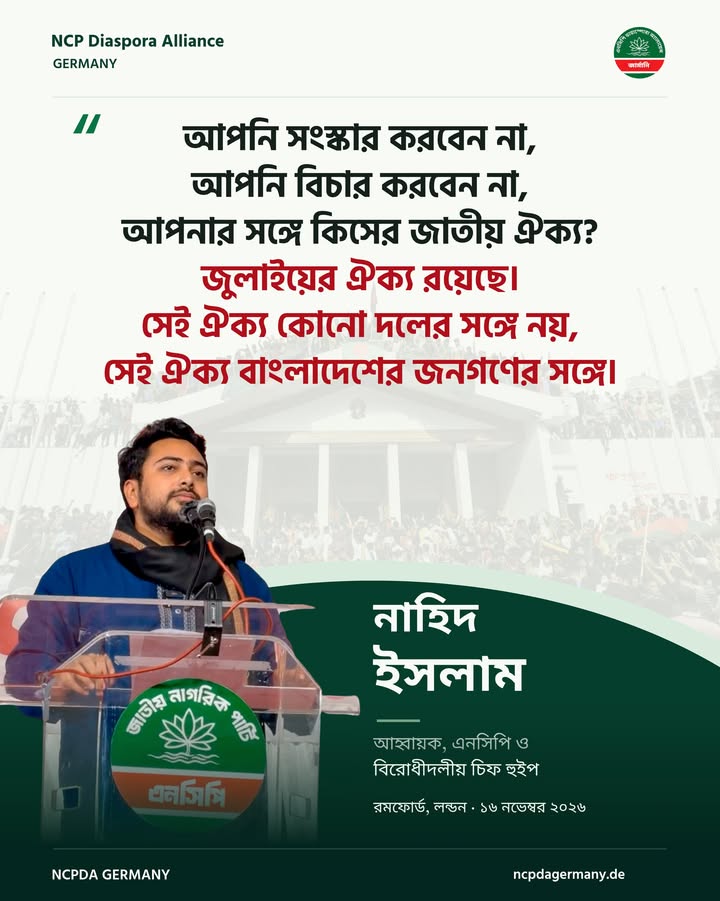 NCP Diaspora Alliance
GERMANY
জার্মানি
“
আপনি সংস্কার করবেন না,
আপনি বিচার করবেন না,
আপনার সঙ্গে কিসের জাতীয় ঐক্য?
জুলাইয়ের ঐক্য রয়েছে।
সেই ঐক্য কোনো দলের সঙ্গে নয়,
সেই ঐক্য বাংলাদেশের জনগণের সঙ্গে।
নাহিদ
ইসলাম
আহ্বায়ক, এনসিপি ও
বিরোধীদলীয় চিফ হুইপ
রমফোর্ড, লন্ডন · ১৬ নভেম্বর ২০২৬
জাতীয় নাগরিক পার্টি
এনসিপি
NCPDA GERMANY
ncpdagermany.de